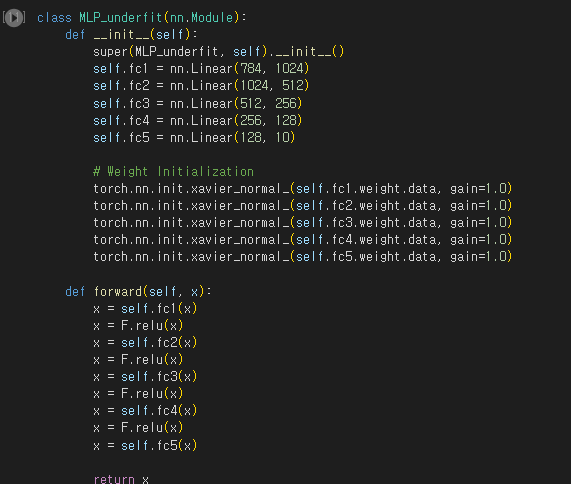 class MLP_underfit(nn.Module):
    def __init__(self):
        super(MLP_underfit, self).__init__()
        self.fc1 = nn.Linear(784, 1024)
        self.fc2 = nn.Linear(1024, 512)
        self.fc3 = nn.Linear(512, 256)
        self.fc4 = nn.Linear(256, 128)
        self.fc5 = nn.Linear(128, 10)

        # Weight Initialization
        torch.nn.init.xavier_normal_(self.fc1.weight.data, gain=1.0)
        torch.nn.init.xavier_normal_(self.fc2.weight.data, gain=1.0)
        torch.nn.init.xavier_normal_(self.fc3.weight.data, gain=1.0)
        torch.nn.init.xavier_normal_(self.fc4.weight.data, gain=1.0)
        torch.nn.init.xavier_normal_(self.fc5.weight.data, gain=1.0)

    def forward(self, x):
        x = self.fc1(x)
        x = F.relu(x)
        x = self.fc2(x)
        x = F.relu(x)
        x = self.fc3(x)
        x = F.relu(x)
        x = self.fc4(x)
        x = F.relu(x)
        x = self.fc5(x)

        return x